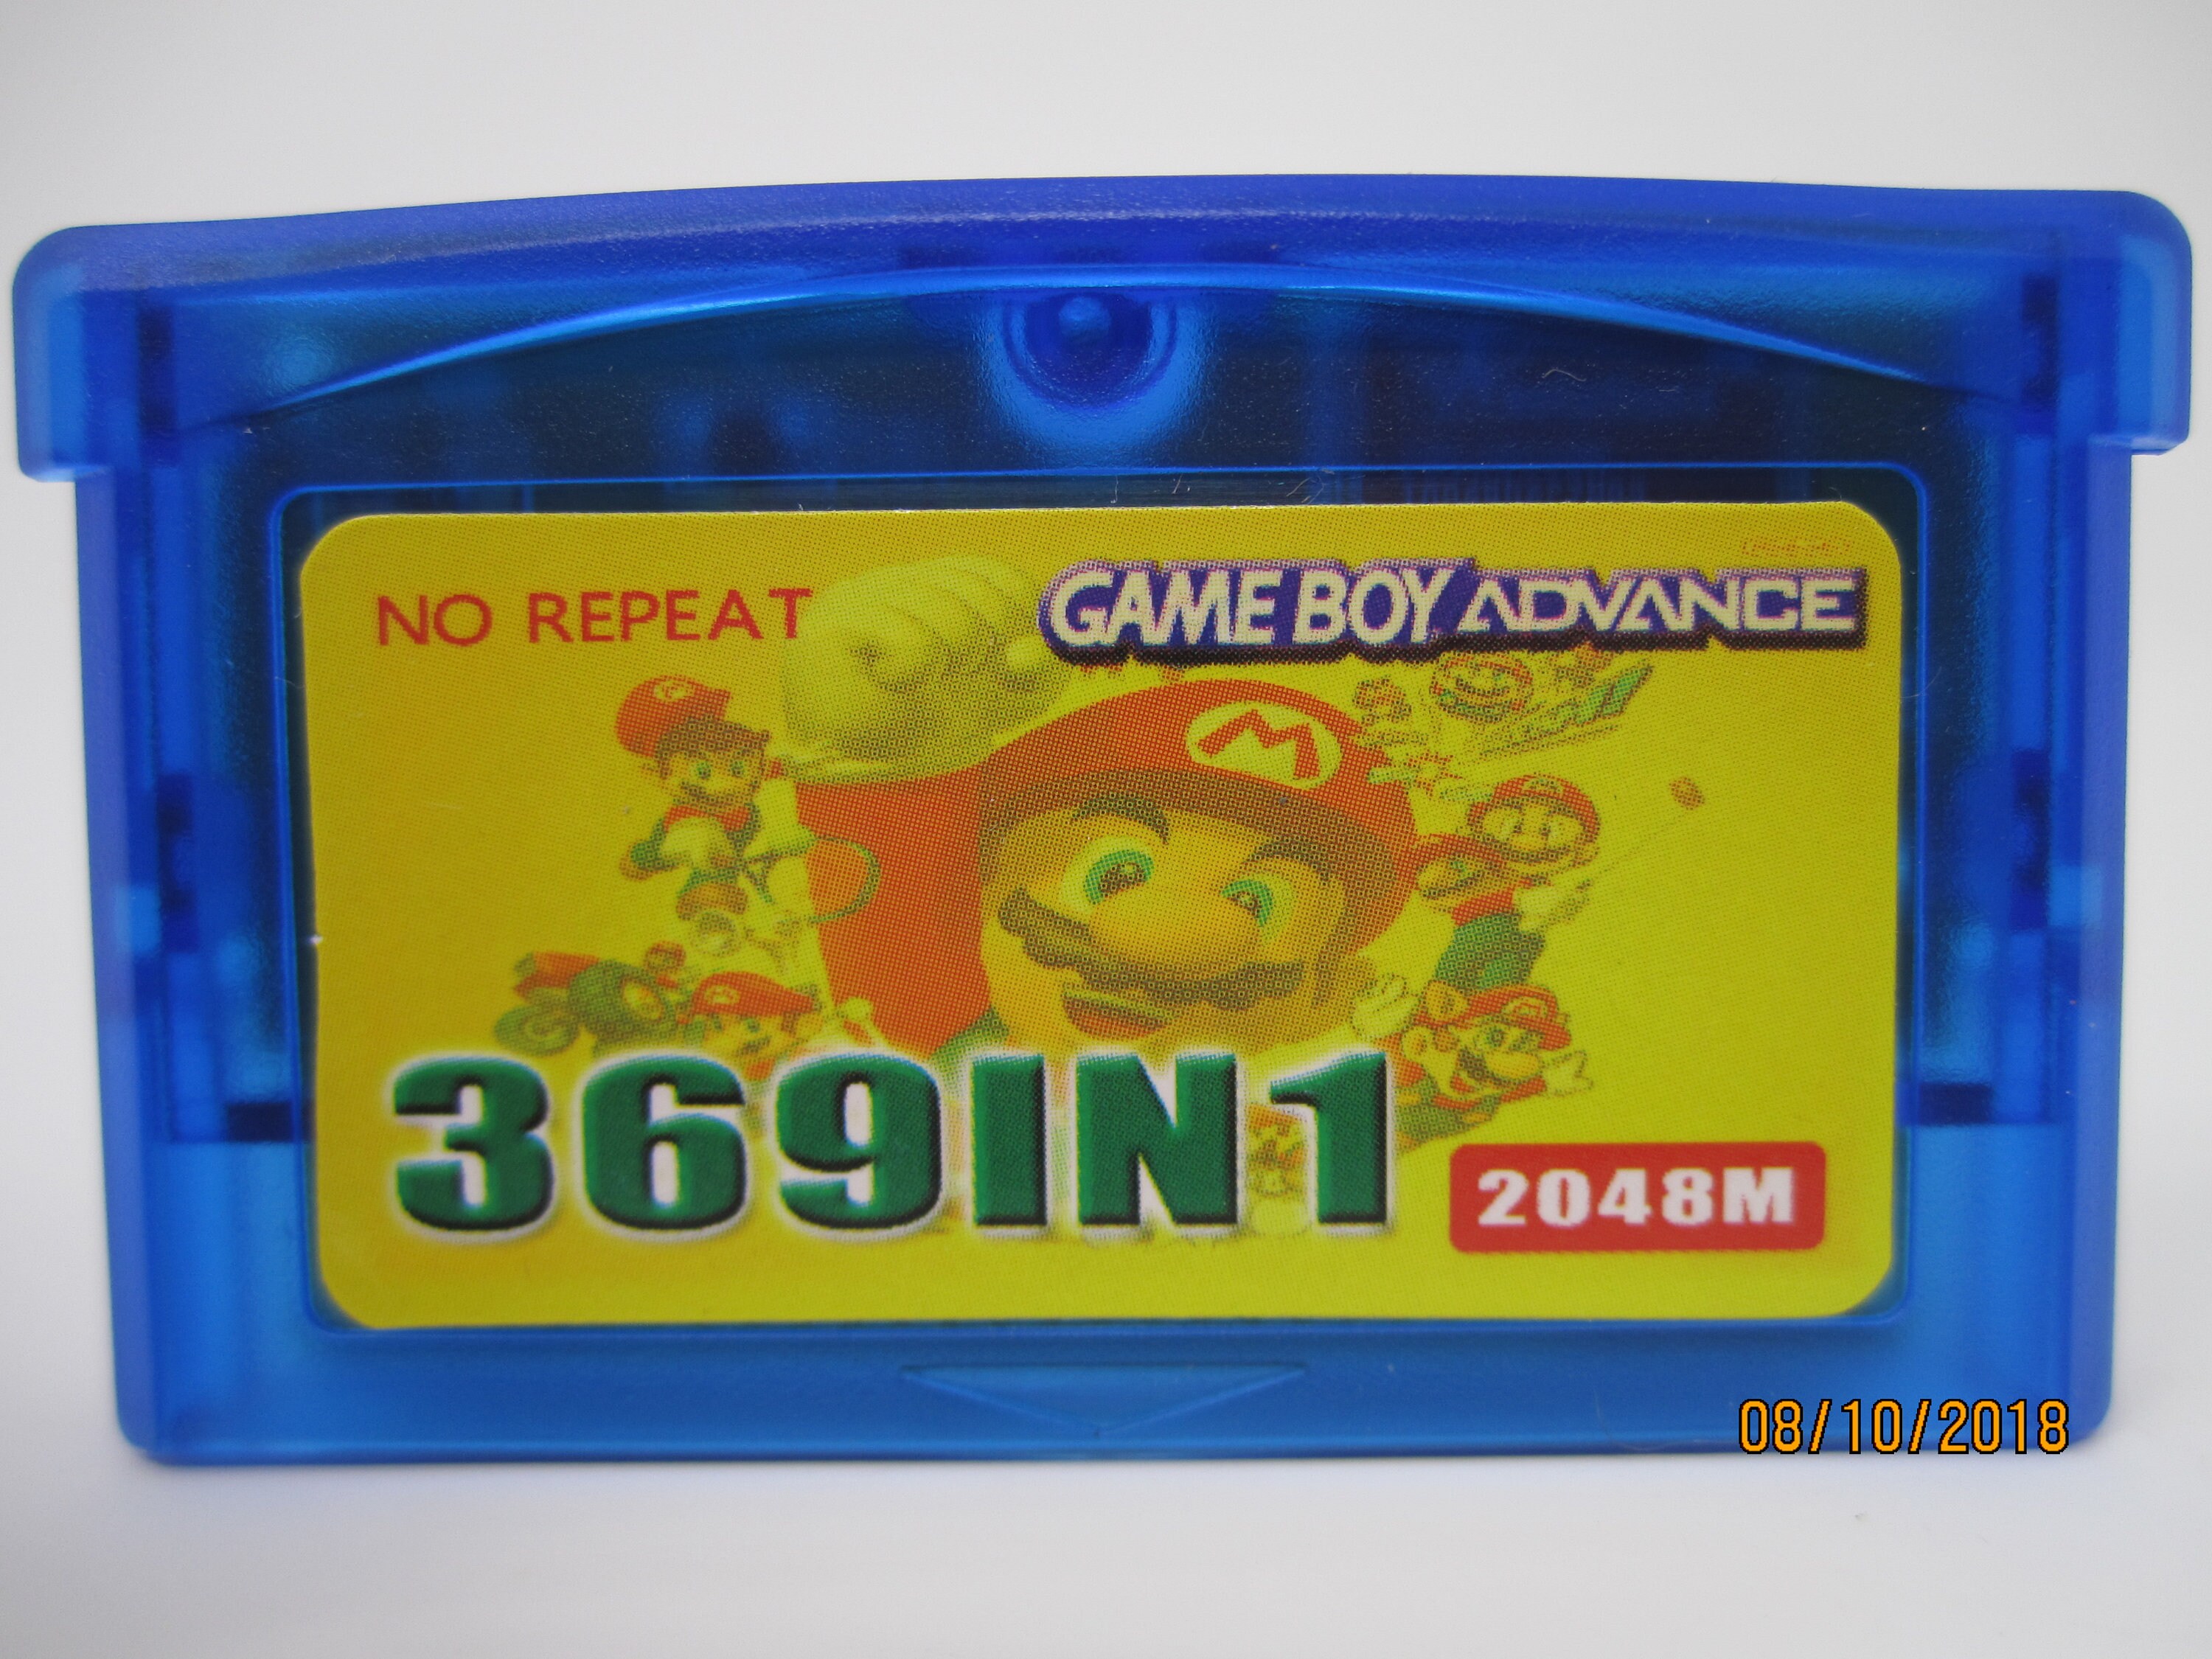 NO REPEAT
GAME BOY ADVANCE
M
M
369IN1
2048M
08/10/2018